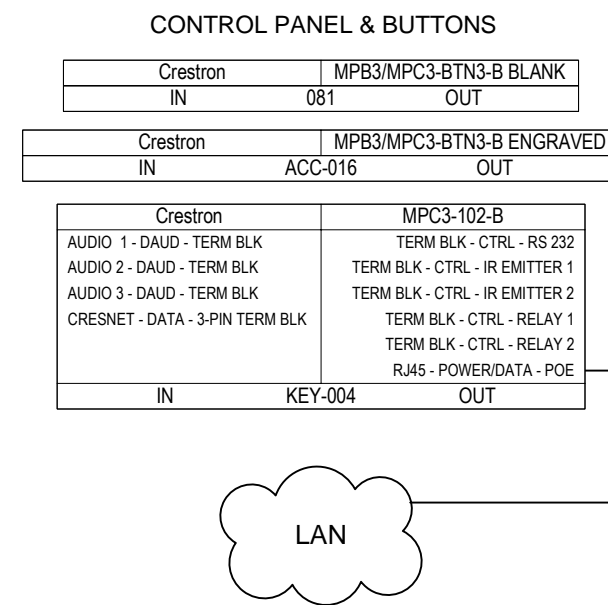 CONTROL PANEL & BUTTONS
Crestron MPB3/MPC3-BTN3-B BLANK
IN 081 OUT
Crestron MPB3/MPC3-BTN3-B ENGRAVED
IN ACC-016 OUT
Crestron MPC3-102-B
AUDIO 1 - DAUD - TERM BLK TERM BLK - CTRL - RS 232
AUDIO 2 - DAUD - TERM BLK TERM BLK - CTRL - IR EMITTER 1
AUDIO 3 - DAUD - TERM BLK TERM BLK - CTRL - IR EMITTER 2
CRESNET - DATA - 3-PIN TERM BLK TERM BLK - CTRL - RELAY 1
TERM BLK - CTRL - RELAY 2
RJ45 - POWER/DATA - POE
IN KEY-004 OUT
LAN